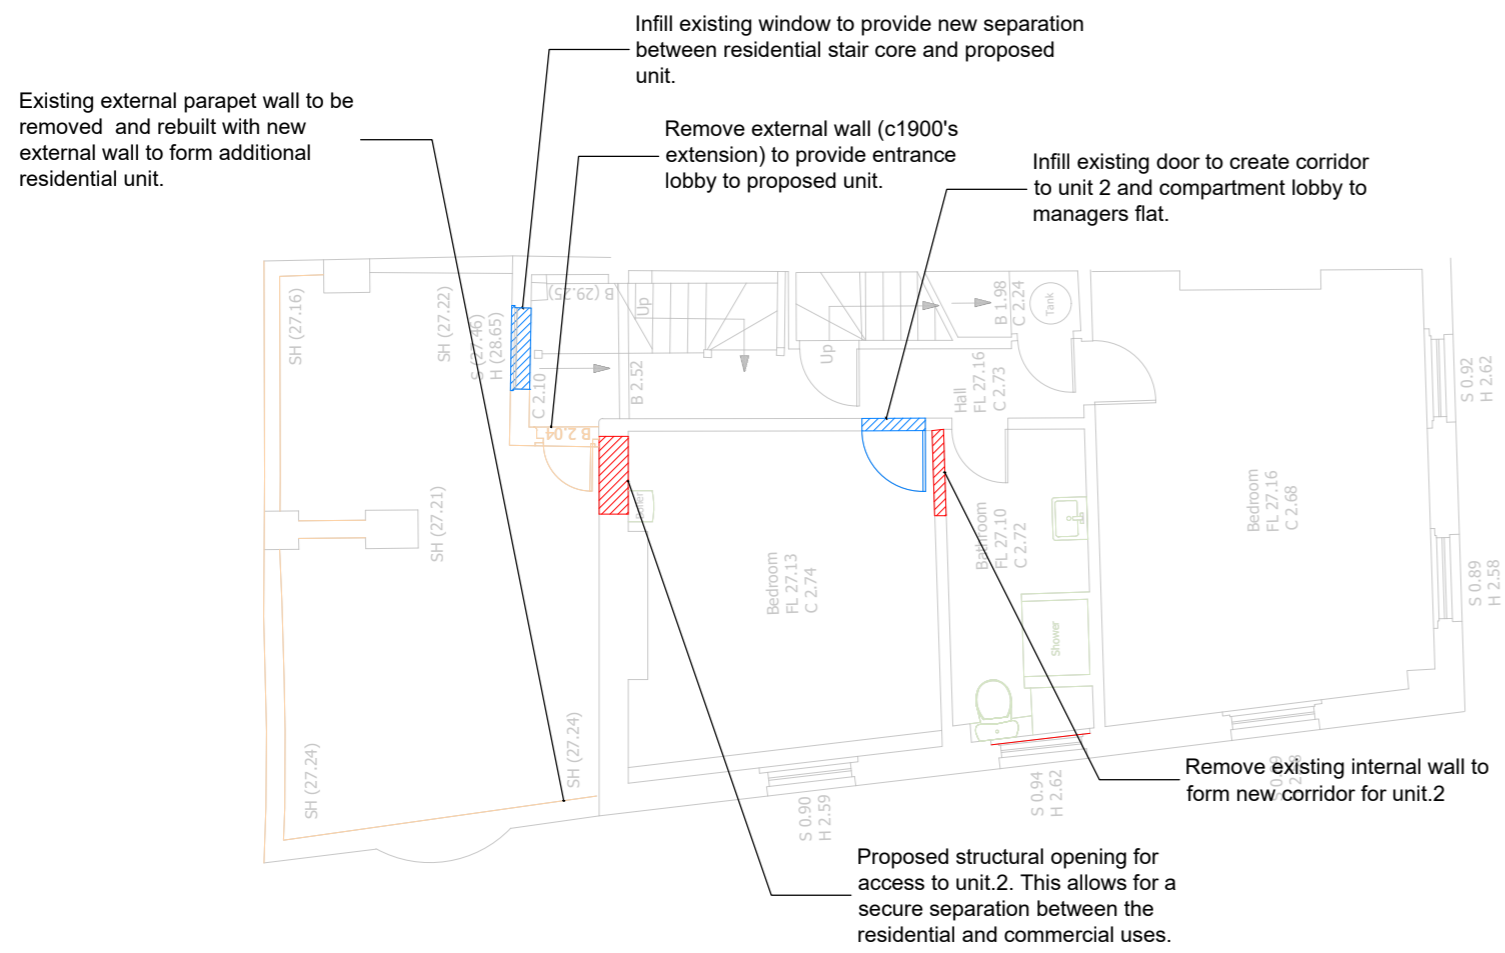 Infill existing window to provide new separation
between residential stair core and proposed
unit.
Existing external parapet wall to be
removed and rebuilt with new
external wall to form additional
residential unit.
Remove external wall (c1900's
extension) to provide entrance
lobby to proposed unit.
Infill existing door to create corridor
to unit 2 and compartment lobby to
managers flat.
SH (27.16)
SH (27.22)
S (27.46)
H (28.65)
B (29.25)
Up
C 2.10
B 2.52
B 2.04
Up
B 1.98
C 2.24
Tank
Hall
FL 27.16
C 2.73
S 0.92
H 2.62
SH (27.21)
Bedroom
FL 27.13
C 2.74
Bathroom
FL 27.10
C 2.72
Bedroom
FL 27.16
C 2.68
S 0.89
H 2.58
Shower
SH (27.24)
SH (27.24)
S 0.90
H 2.59
S 0.94
H 2.62
Remove existing internal wall to
form new corridor for unit.2
Proposed structural opening for
access to unit.2. This allows for a
secure separation between the
residential and commercial uses.